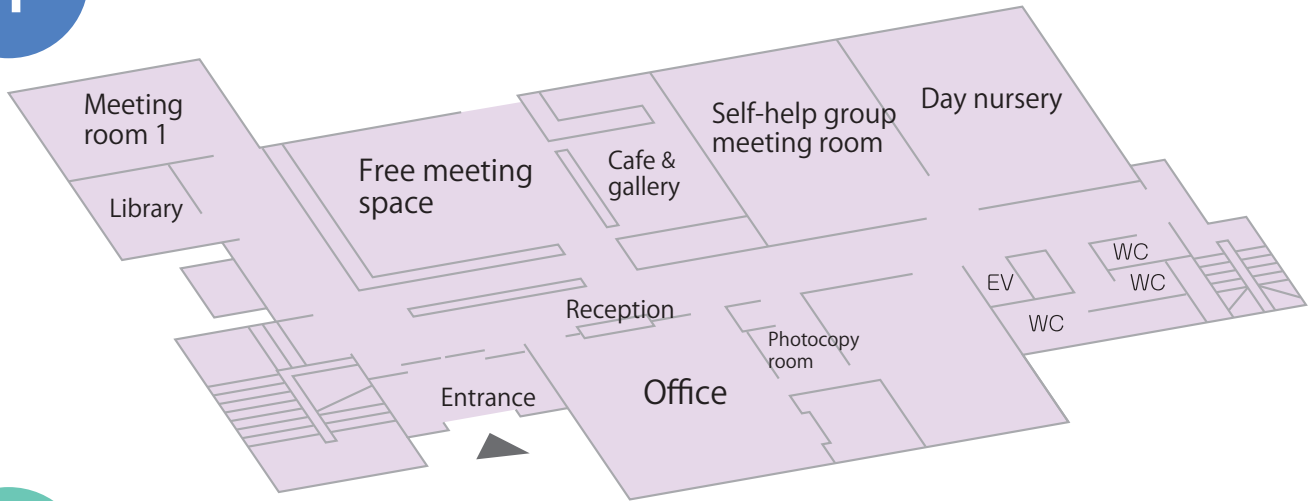 Meeting
room 1
Library
Free meeting
space
Cafe &
gallery
Self-help group
meeting room
Day nursery
Reception
Entrance
Office
Photocopy
room
EV
WC
WC
WC